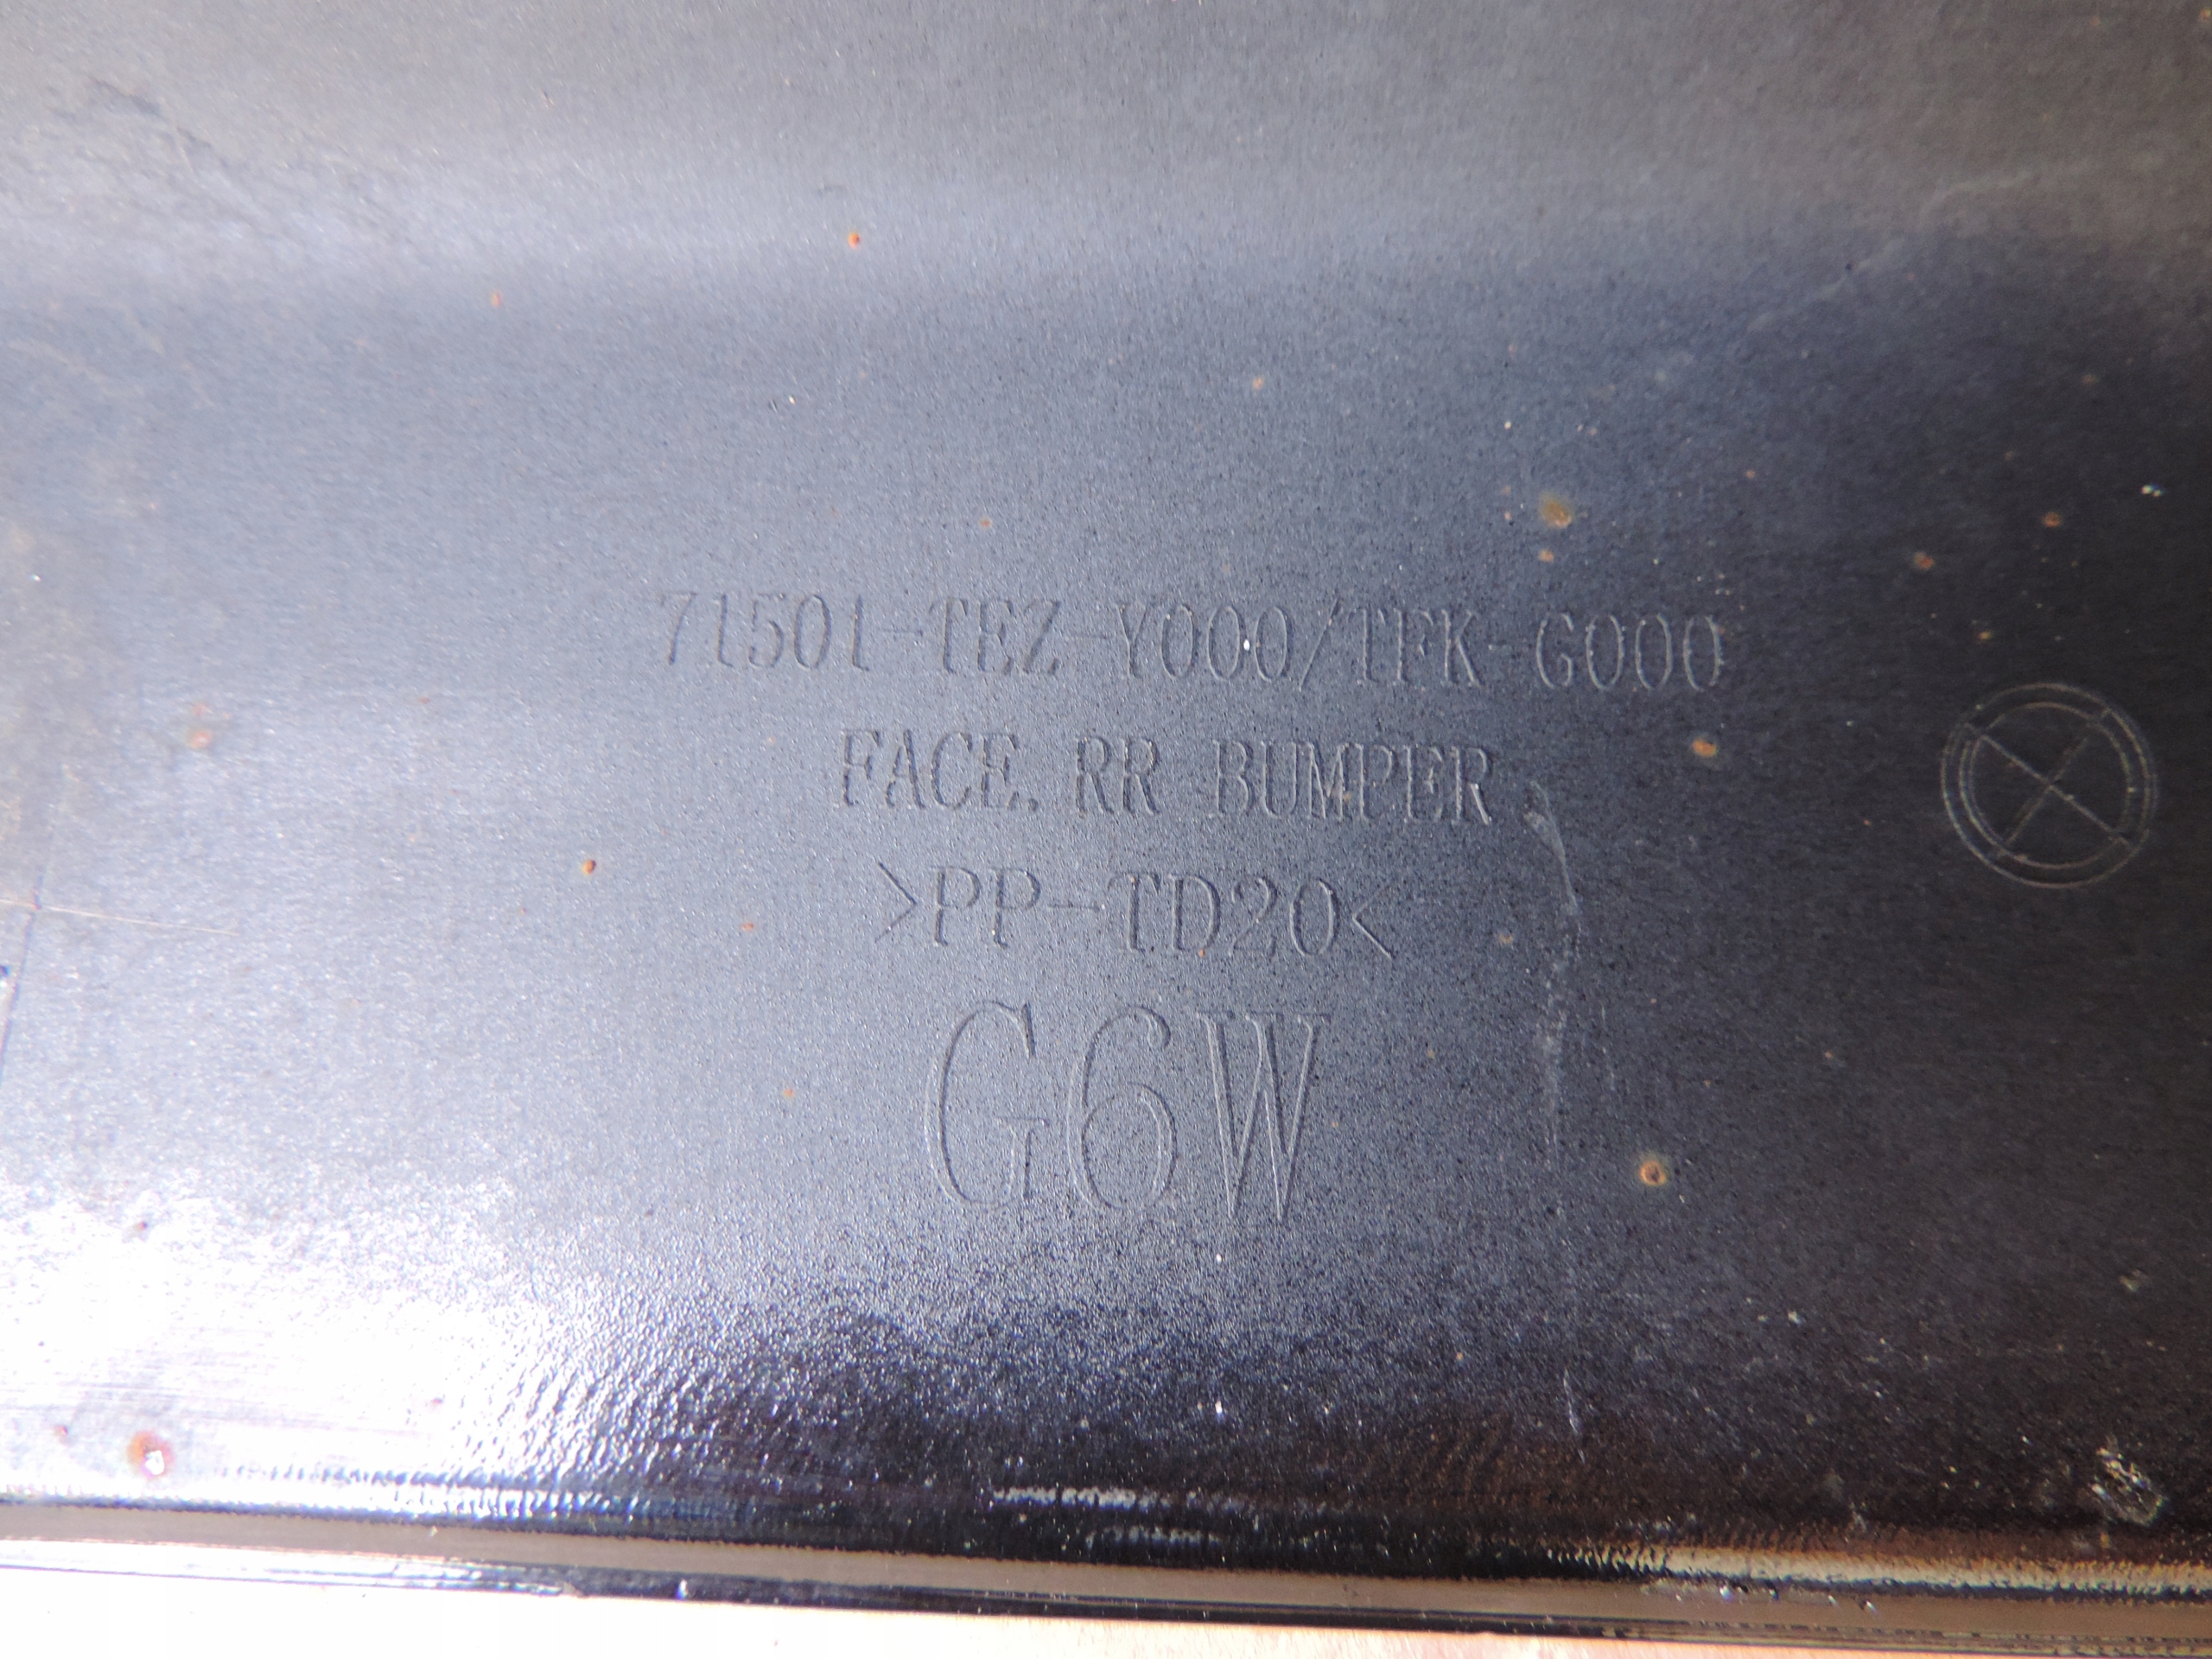 71501-TEZ-Y000/TFK-G000
FACE. RR BUMPER
>PP-TD20<
G6W